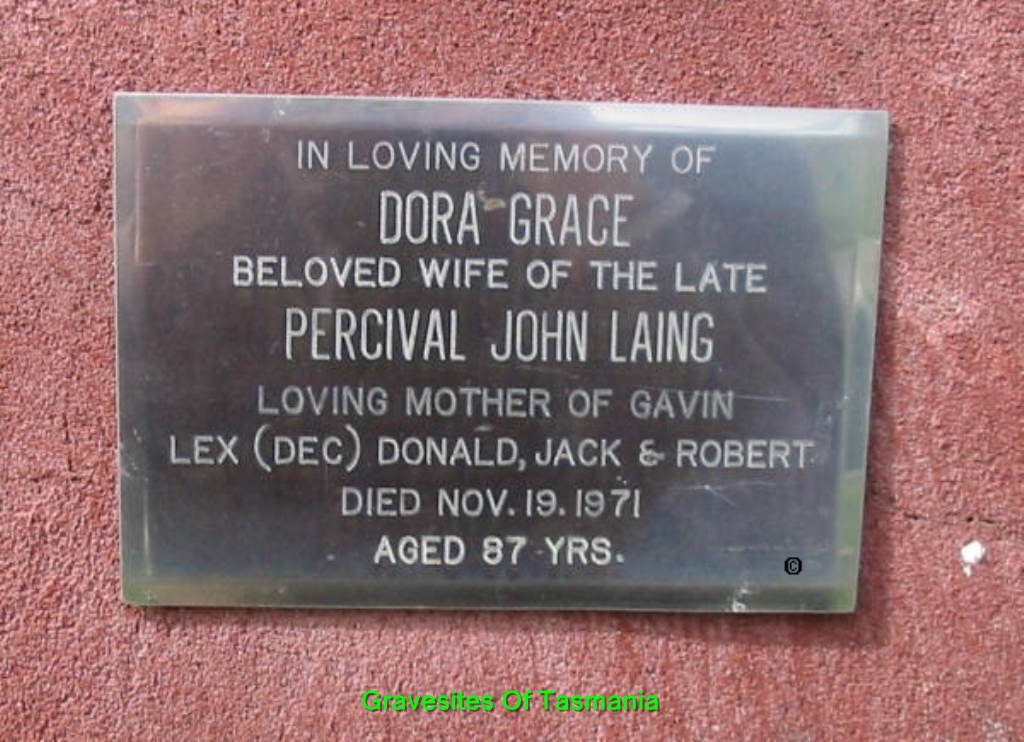 IN LOVING MEMORY OF
DORA GRACE
BELOVED WIFE OF THE LATE
PERCIVAL JOHN LAING
LOVING MOTHER OF GAVIN
LEX (DEC) DONALD, JACK & ROBERT
DIED NOV. 19. 1971
AGED 87 YRS.
©
Gravesites Of Tasmania